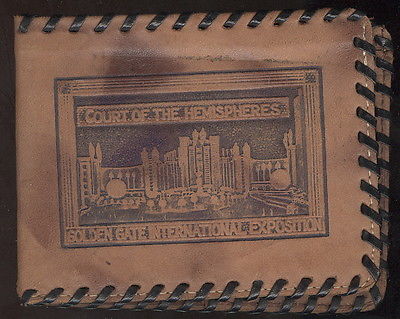 COURT OF THE HEMISPHERES
GOLDEN GATE INTERNATIONAL EXPOSITION